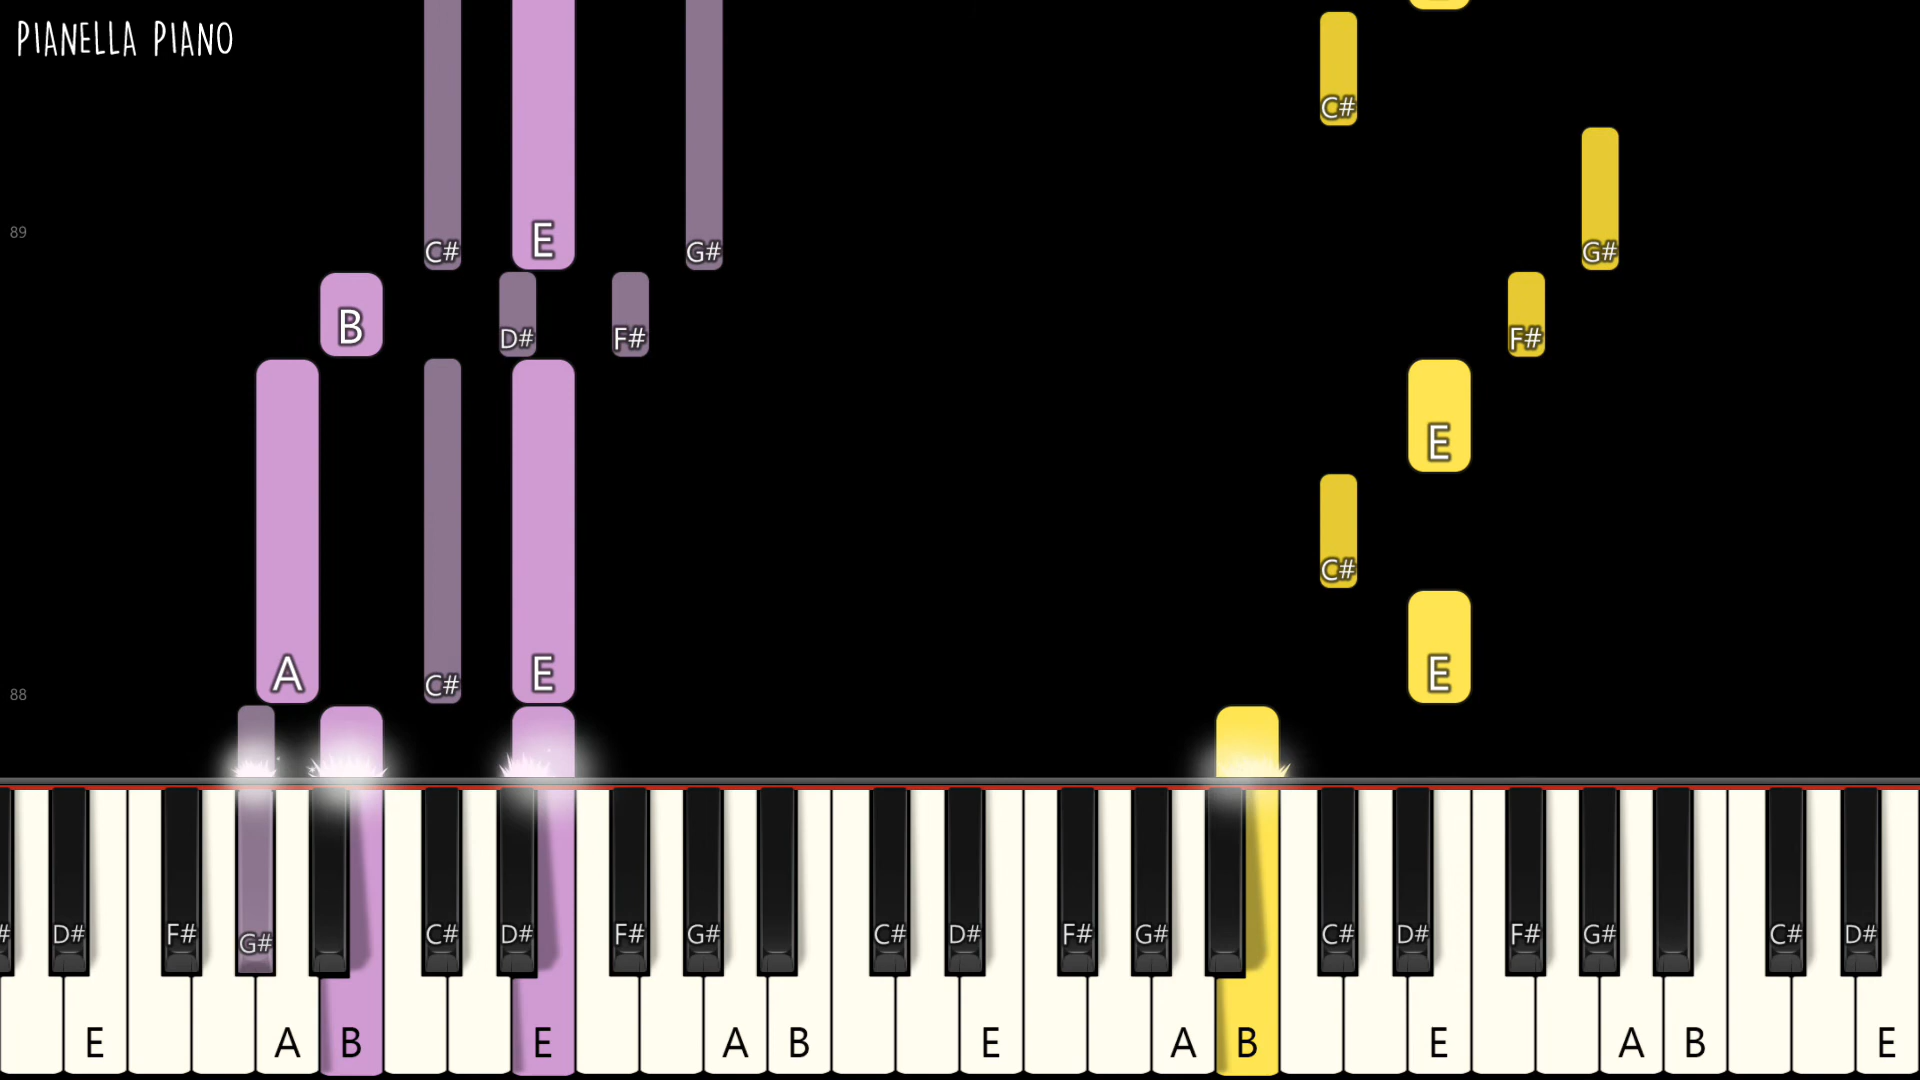 PIANELLA PIANO
C#
C# E G#
G#
89
B D# F#
F#
E
C#
A C# E
E
88
# D# F# G# C# D# F# G# C# D# F# G# C# D# F# G# C# D#
E A B E A B E A B E A B E